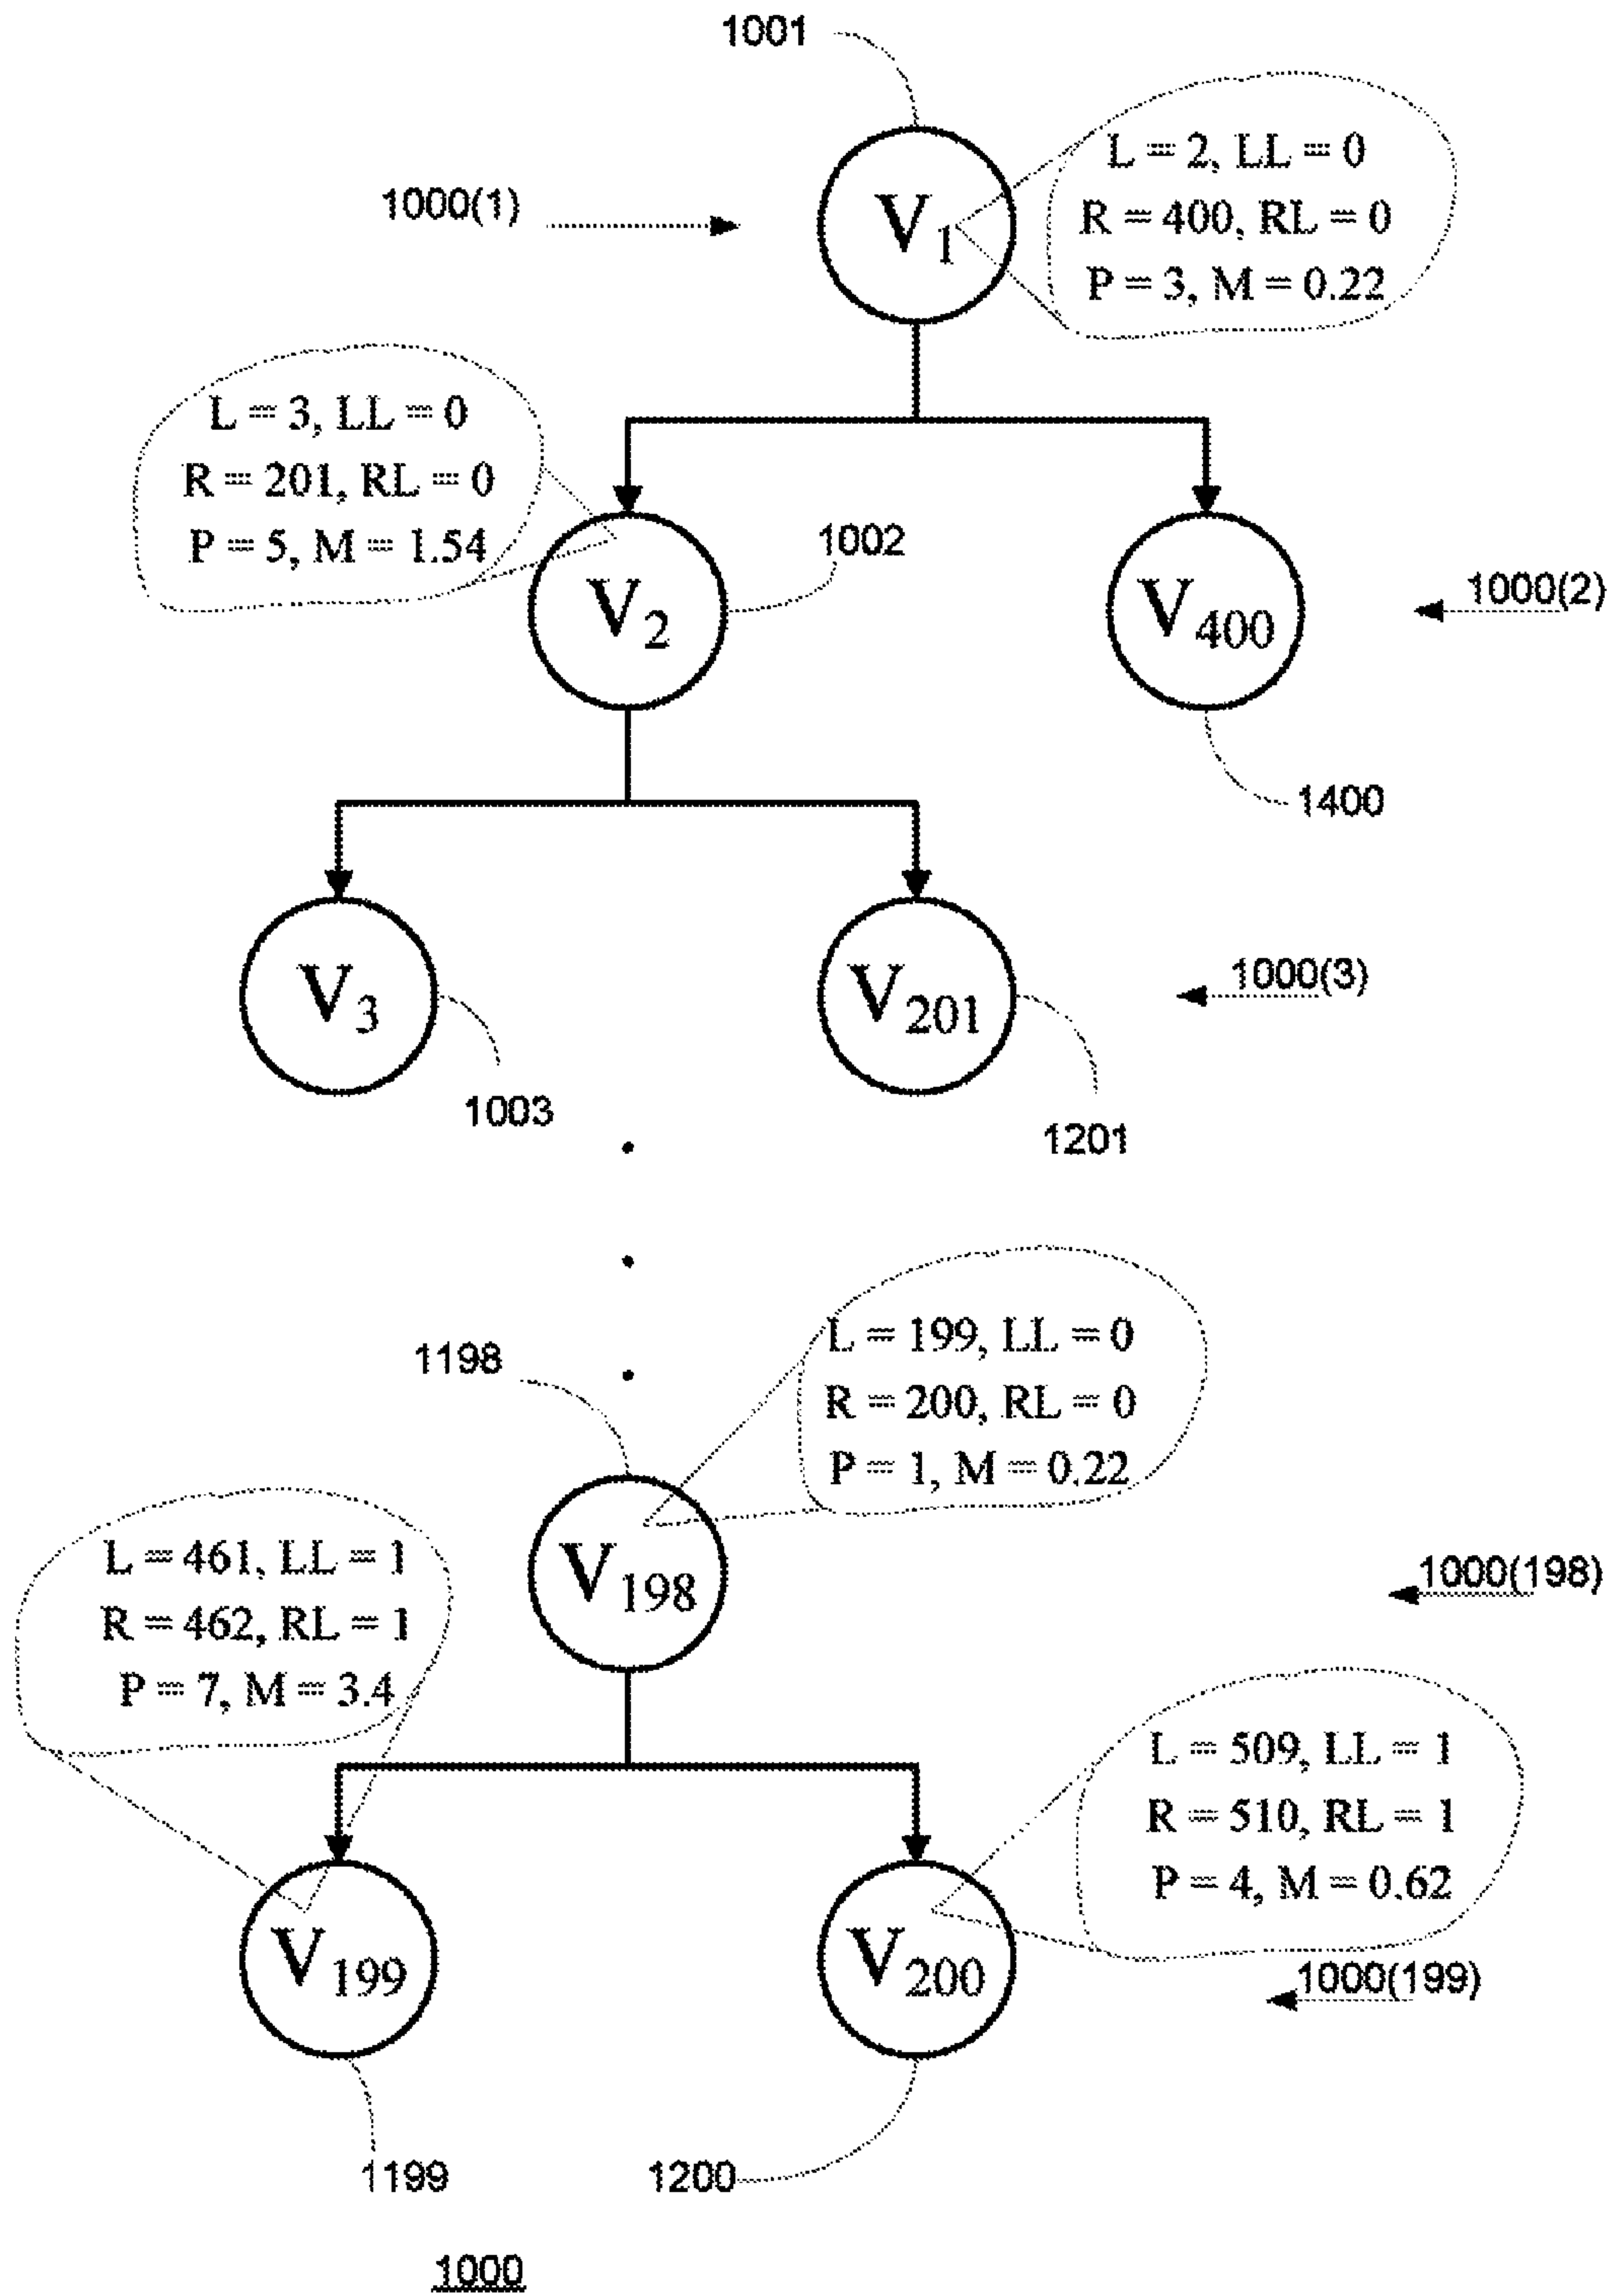 1001
1000(1)
V1
L = 2, LL = 0
R = 400, RL = 0
P = 3, M = 0.22
L = 3, LL = 0
R = 201, RL = 0
P = 5, M = 1.54
V2
1002
V400
1000(2)
1400
V3
V201
1000(3)
1003
1201
1198
L = 199, LL = 0
R = 200, RL = 0
P = 1, M = 0.22
V198
1000(198)
L = 461, LL = 1
R = 462, RL = 1
P = 7, M = 3.4
L = 509, LL = 1
R = 510, RL = 1
P = 4, M = 0.62
V199
V200
1000(199)
1199
1200
1000